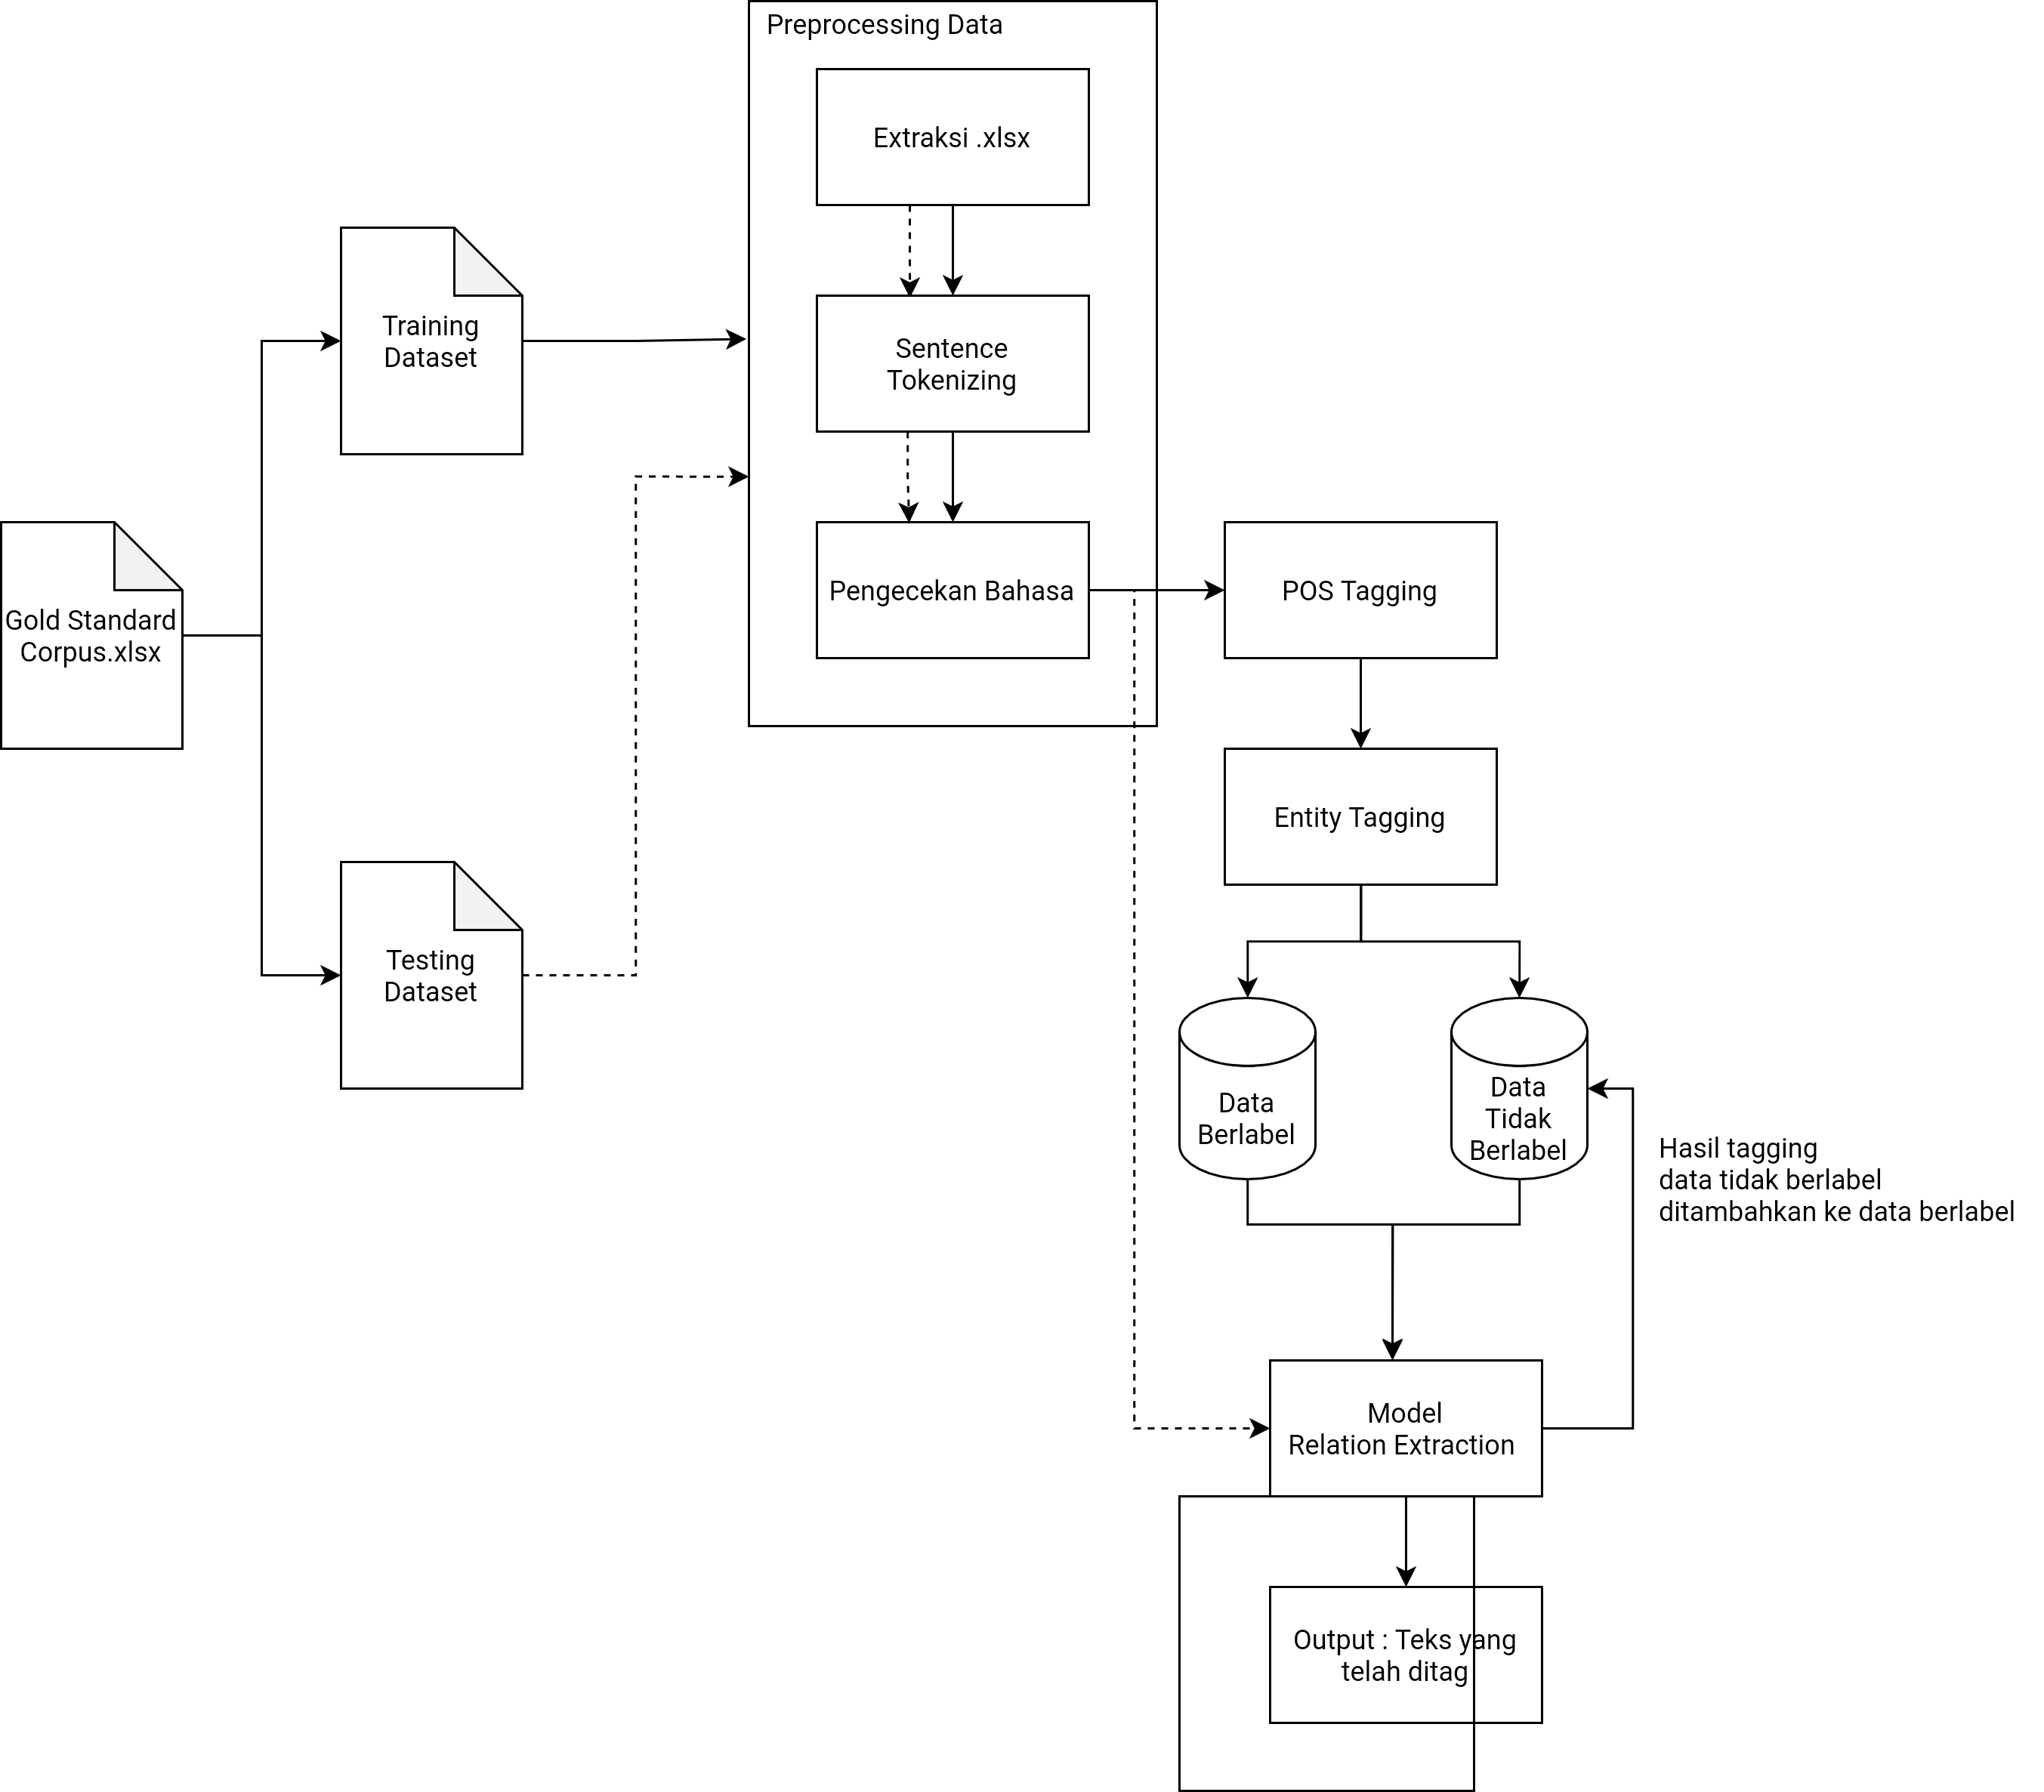 Preprocessing Data
Extraksi .xlsx
Training
Dataset
Sentence
Tokenizing
Gold Standard
Corpus.xlsx
Pengecekan Bahasa
POS Tagging
Entity Tagging
Testing
Dataset
Data
Berlabel
Data
Tidak
Berlabel
Hasil tagging
data tidak berlabel
ditambahkan ke data berlabel
Model
Relation Extraction
Output : Teks yang
telah ditag